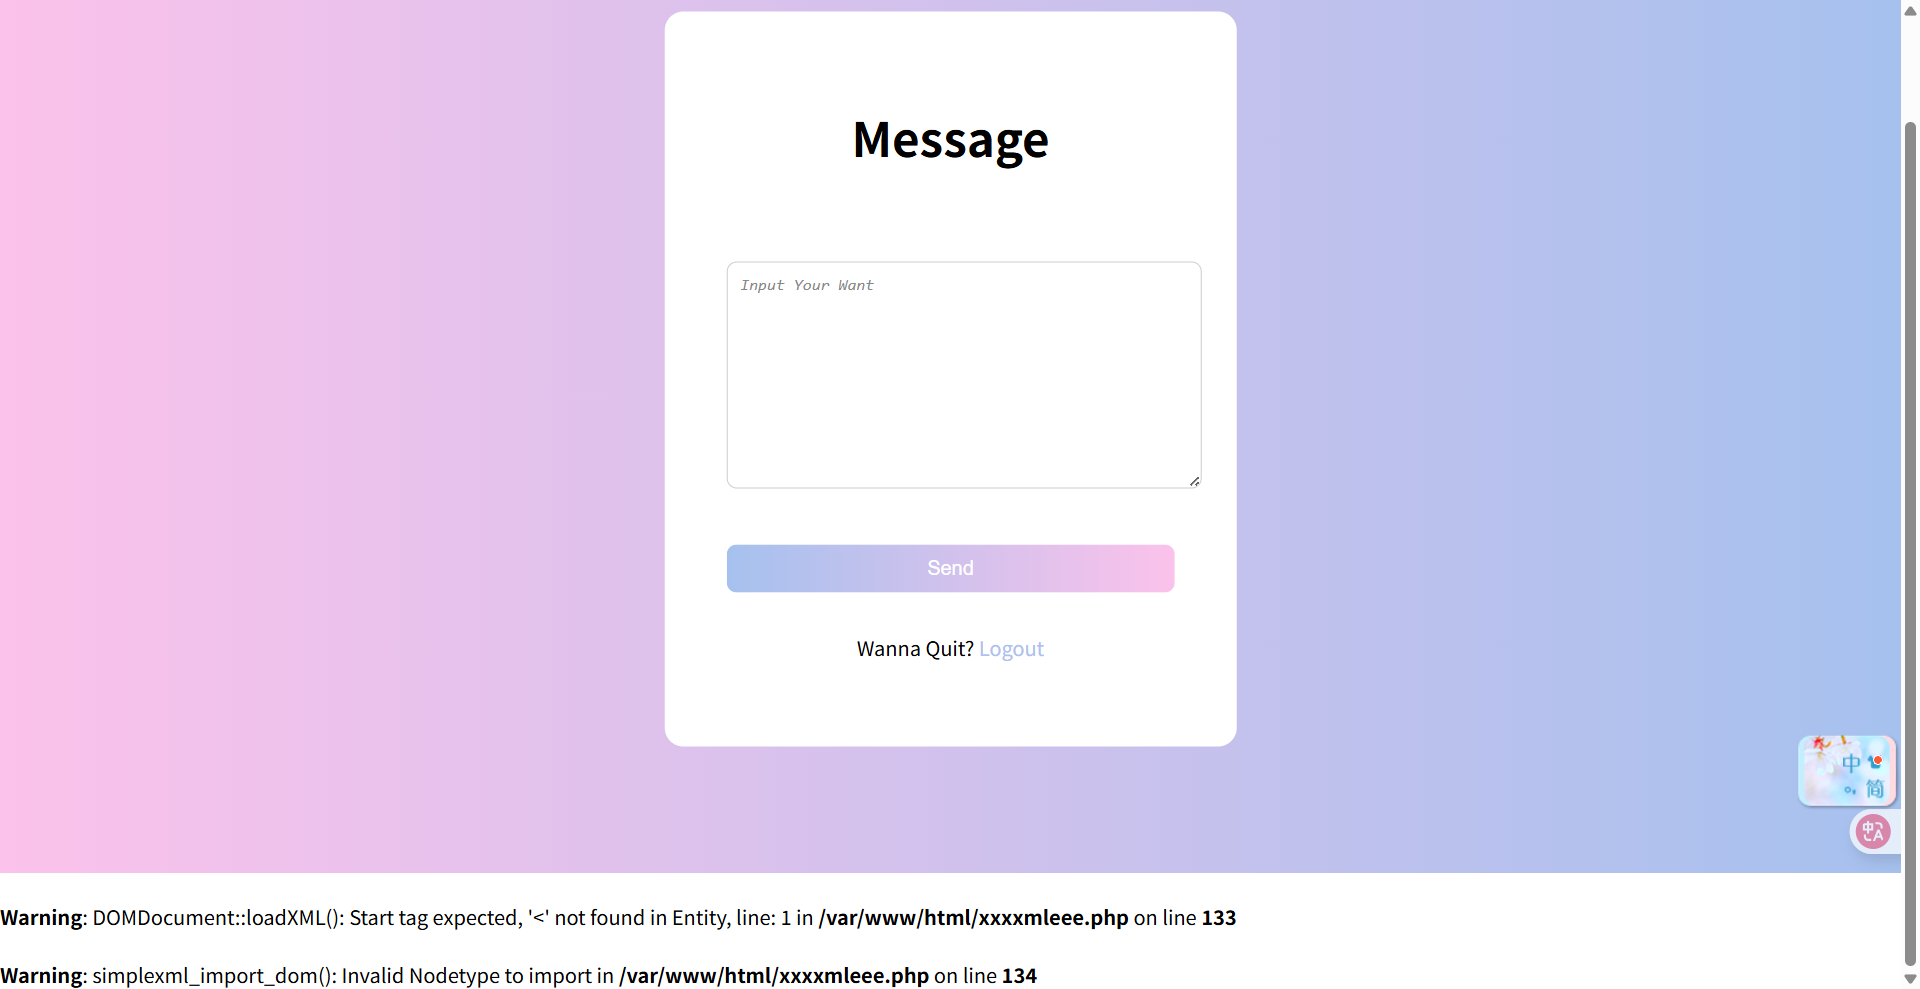 Message
Input Your Want
Send
Wanna Quit? Logout
中
简
中
A
Warning: DOMDocument::loadXML(): Start tag expected, '<' not found in Entity, line: 1 in /var/www/html/xxxxmleee.php on line 133
Warning: simplexml_import_dom(): Invalid Nodetype to import in /var/www/html/xxxxmleee.php on line 134